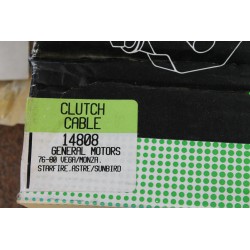 CLUTCH
CABLE
14808
GENERAL MOTORS
76-80 VEGA/MONZA.
STARFIRE.ASTRE/SUNBIRD